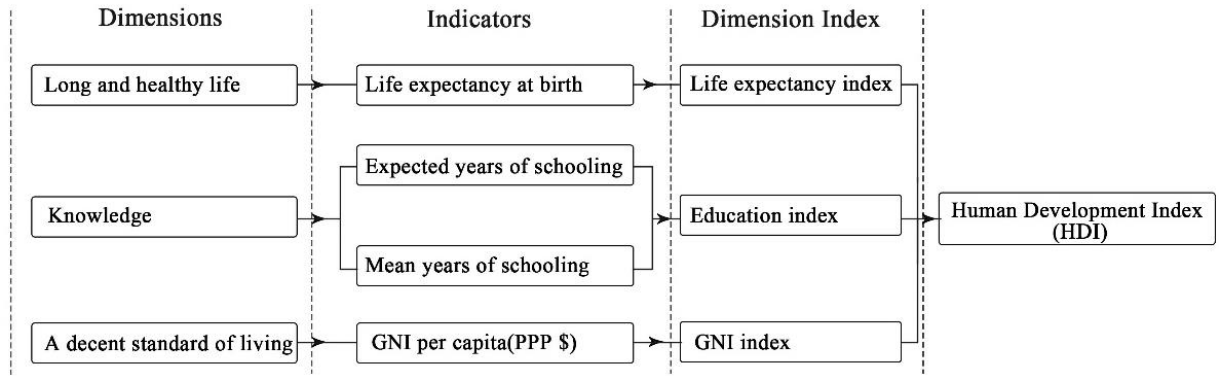 Dimensions
Indicators
Dimension Index
Long and healthy life
Life expectancy at birth
Life expectancy index
Expected years of schooling
Knowledge
Education index
Human Development Index
(HDI)
Mean years of schooling
A decent standard of living
GNI per capita(PPP $)
GNI index